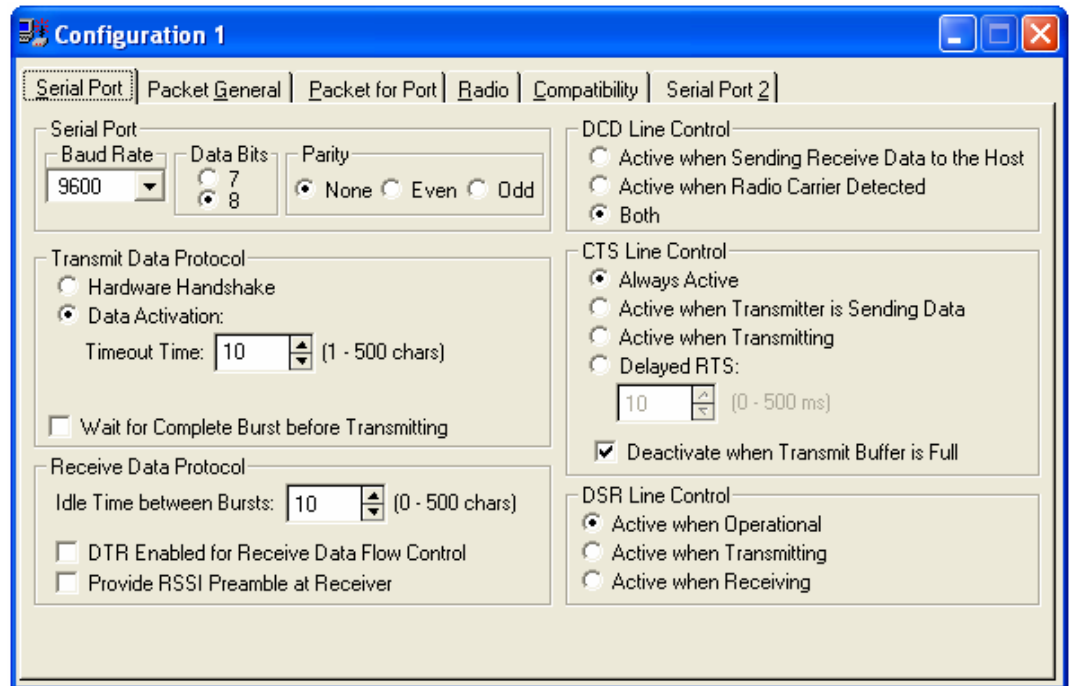 Configuration 1
Serial Port
Packet General
Packet for Port
Radio
Compatibility
Serial Port 2
Serial Port
Baud Rate
9600
Data Bits
7
8
Parity
None
Even
Odd
Transmit Data Protocol
Hardware Handshake
Data Activation:
Timeout Time: 10 (1 - 500 chars)
Wait for Complete Burst before Transmitting
Receive Data Protocol
Idle Time between Bursts: 10 (0 - 500 chars)
DTR Enabled for Receive Data Flow Control
Provide RSSI Preamble at Receiver
DCD Line Control
Active when Sending Receive Data to the Host
Active when Radio Carrier Detected
Both
CTS Line Control
Always Active
Active when Transmitter is Sending Data
Active when Transmitting
Delayed RTS:
10 (0 - 500 ms)
Deactivate when Transmit Buffer is Full
DSR Line Control
Active when Operational
Active when Transmitting
Active when Receiving